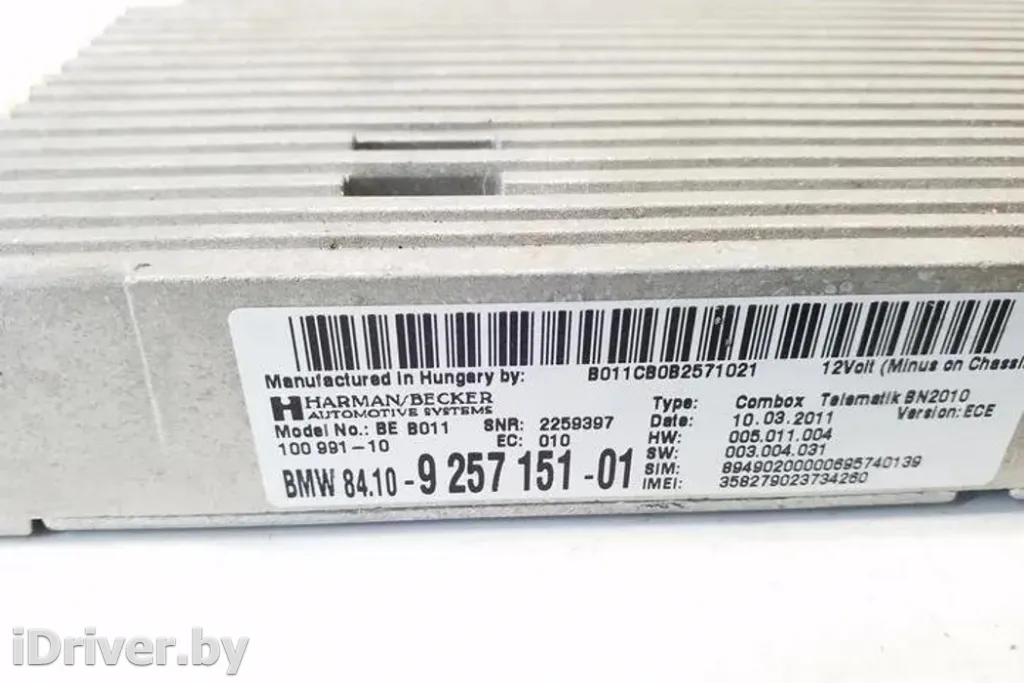 B011CB0B2571021
12Volt (Minus on Chassi
Manufactured in Hungary by:
HARMAN/BECKER
AUTOMOTIVE SYSTEMS
Model No.: BE B011
SNR: 2259397
100 991-10
EC: 010
BMW 84.10-9 257 151-01
Type: Combox Telematik BN2010
Date: 10.03.2011
Version: ECE
HW: 005.011.004
SW: 003.004.031
SIM: 89490200000695740139
IMEI: 358279023734260
iDriver.by